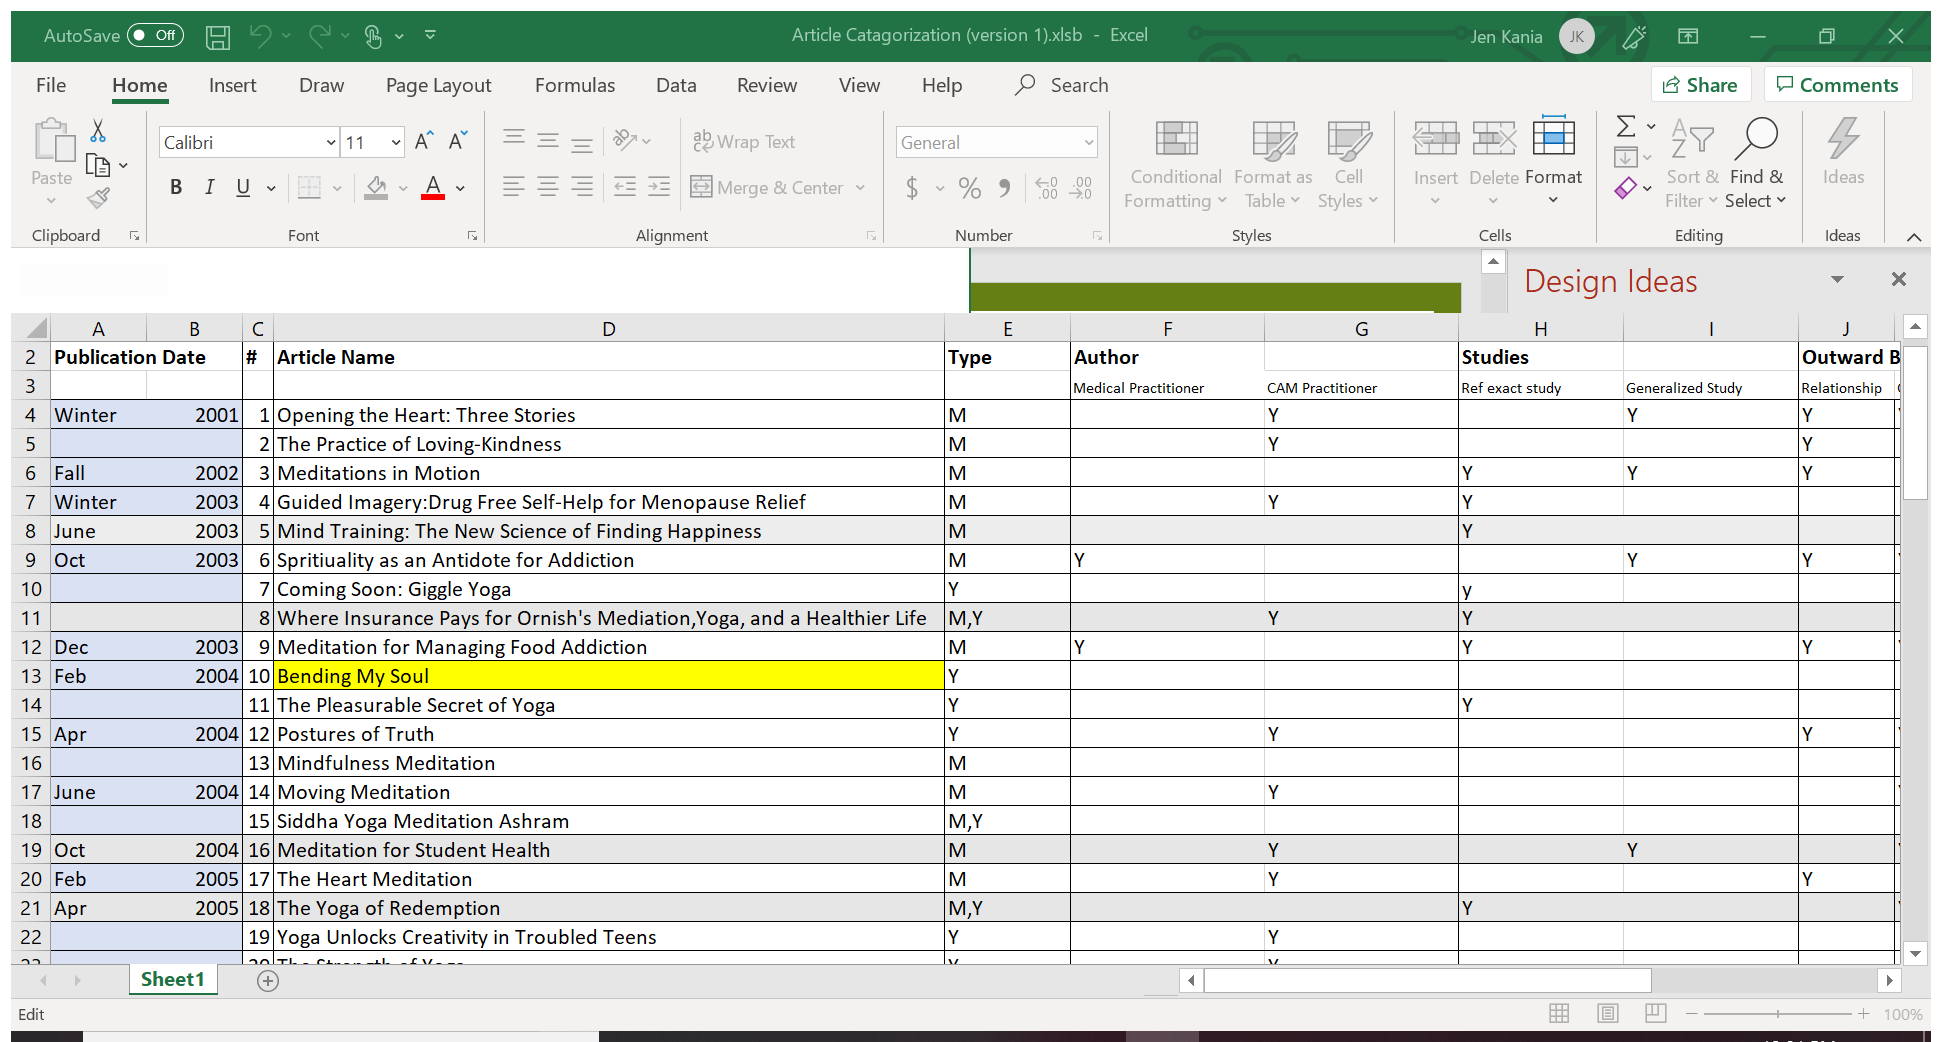 AutoSave Off Article Catagorization (version 1).xlsb - Excel Jen Kania JK
File Home Insert Draw Page Layout Formulas Data Review View Help Search Share Comments
Paste
Clipboard
Calibri 11
B I U
Font
Wrap Text
Merge & Center
Alignment
General
$ % 9
Number
Conditional Formatting
Format as Table
Cell Styles
Styles
Insert Delete Format
Cells
Sort & Filter
Find & Select
Editing
Ideas
Ideas
Design Ideas
A B C D E F G H I J
2 Publication Date # Article Name Type Author Studies Outward B
3 Medical Practitioner CAM Practitioner Ref exact study Generalized Study Relationship
4 Winter 2001 1 Opening the Heart: Three Stories M Y Y Y
5 2 The Practice of Loving-Kindness M Y Y
6 Fall 2002 3 Meditations in Motion M Y Y Y
7 Winter 2003 4 Guided Imagery:Drug Free Self-Help for Menopause Relief M Y Y
8 June 2003 5 Mind Training: The New Science of Finding Happiness M Y
9 Oct 2003 6 Spritiuality as an Antidote for Addiction M Y Y Y
10 7 Coming Soon: Giggle Yoga Y y
11 8 Where Insurance Pays for Ornish's Mediation,Yoga, and a Healthier Life M,Y Y Y
12 Dec 2003 9 Meditation for Managing Food Addiction M Y Y Y
13 Feb 2004 10 Bending My Soul Y
14 11 The Pleasurable Secret of Yoga Y Y
15 Apr 2004 12 Postures of Truth Y Y Y
16 13 Mindfulness Meditation M
17 June 2004 14 Moving Meditation M Y
18 15 Siddha Yoga Meditation Ashram M,Y
19 Oct 2004 16 Meditation for Student Health M Y Y
20 Feb 2005 17 The Heart Meditation M Y Y
21 Apr 2005 18 The Yoga of Redemption M,Y Y
22 19 Yoga Unlocks Creativity in Troubled Teens Y Y
23 20 The Strength of Yoga Y Y
Sheet1
Edit 100%